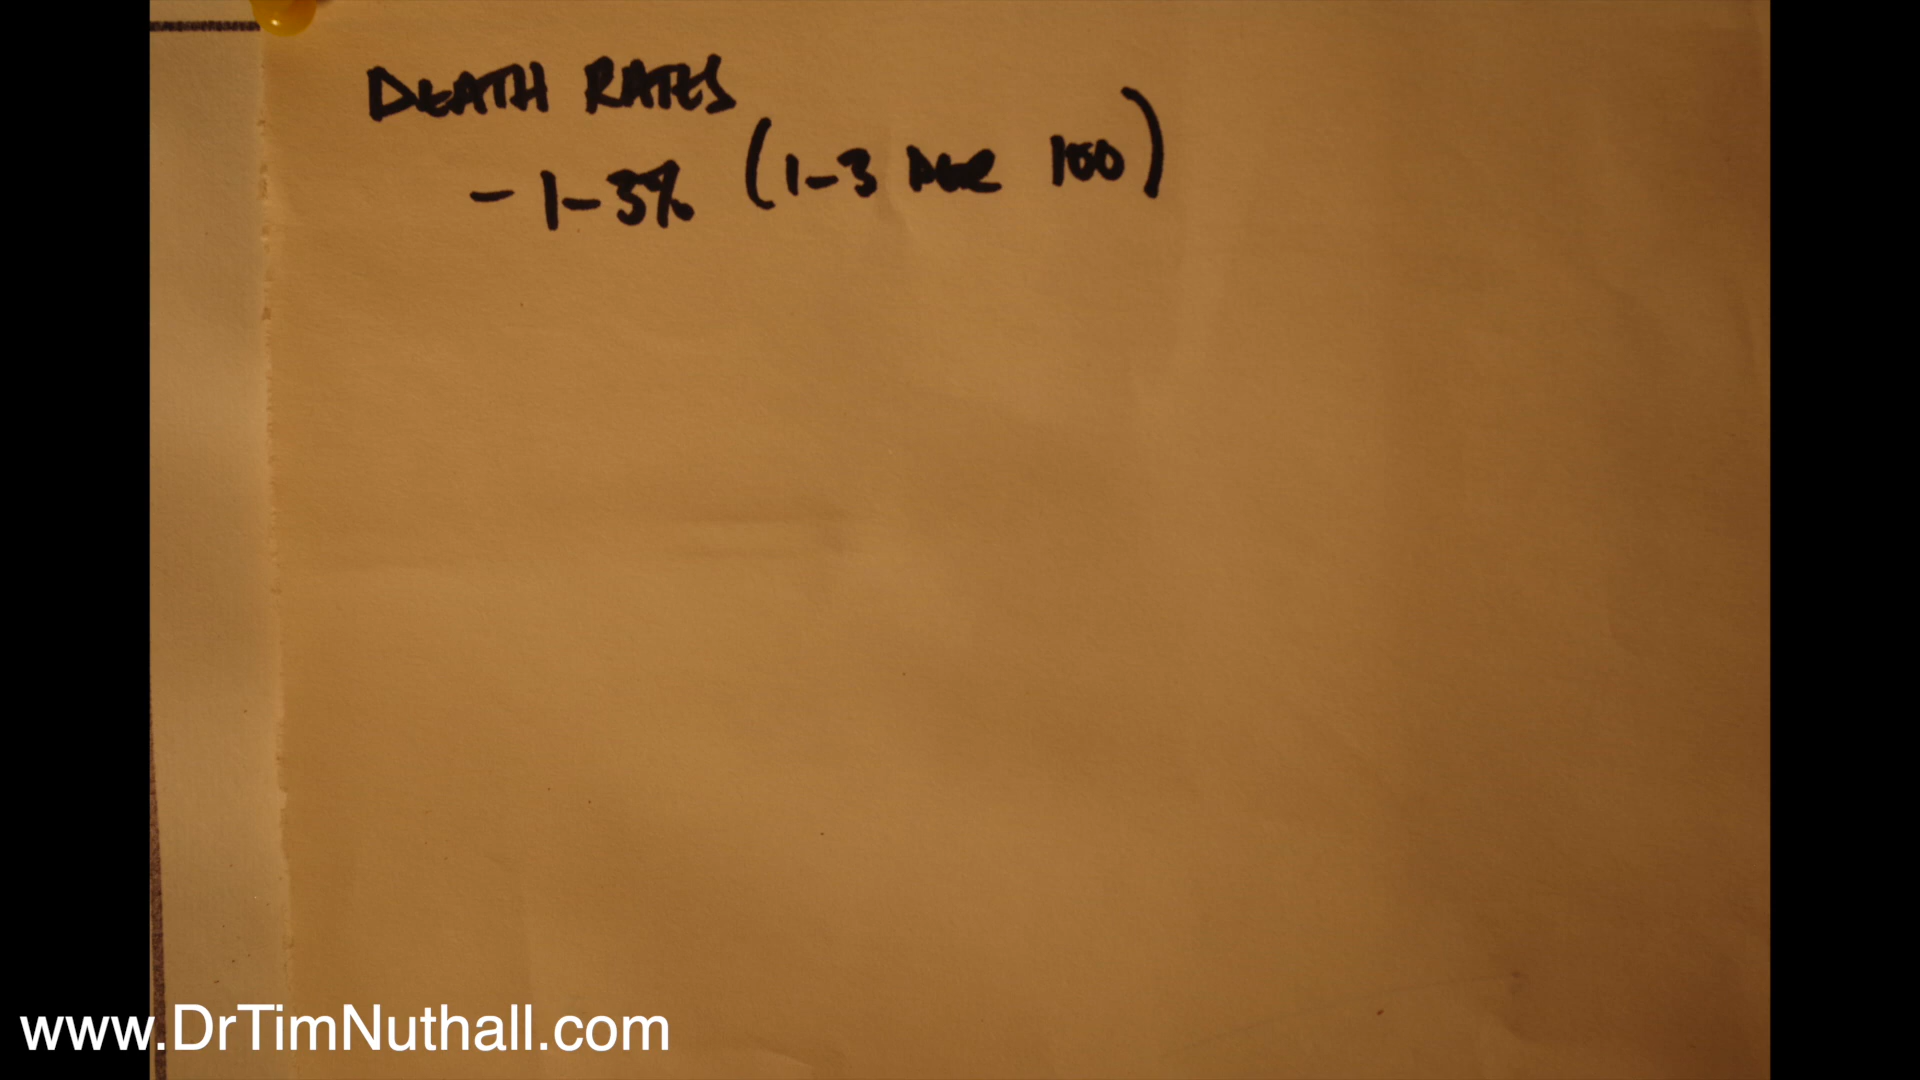 DEATH RATES
- 1-3% (1-3 PER 100)
www.DrTimNuthall.com